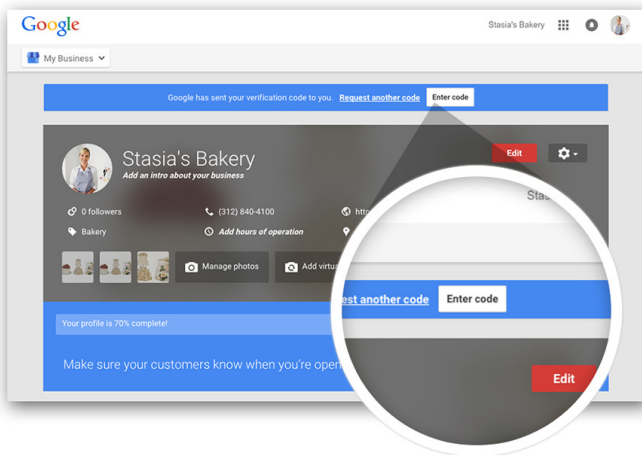 Google
Stasia's Bakery
My Business
Google has sent your verification code to you. Request another code Enter code
Stasia's Bakery
Add an intro about your business
Edit
0 followers
(312) 840-4100
Bakery
Add hours of operation
Manage photos
Add
Your profile is 70% complete!
Make sure your customers know when you're
another code Enter code
Edit